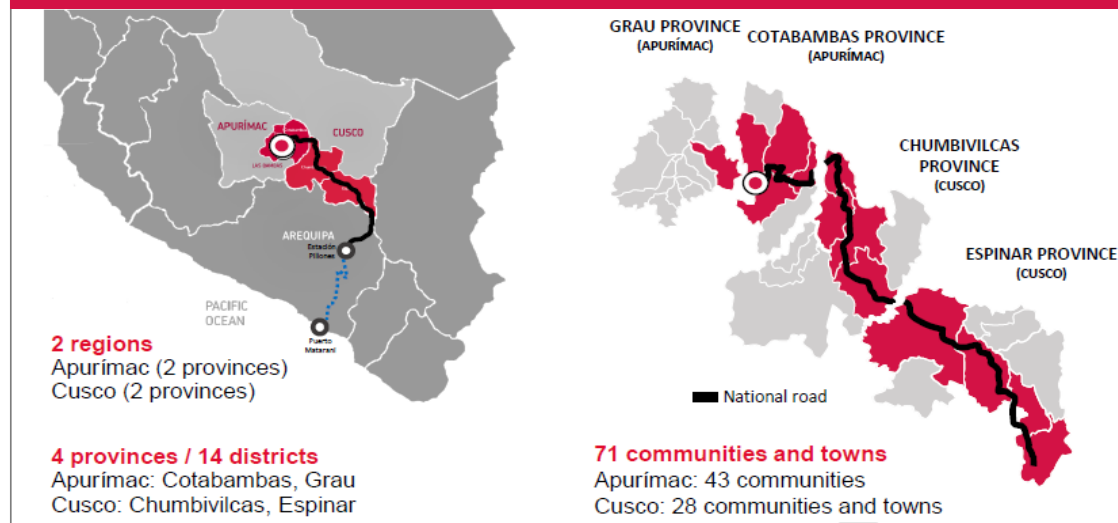 GRAU PROVINCE
(APURÍMAC)
COTABAMBAS PROVINCE
(APURÍMAC)
CHUMBIVILCAS
PROVINCE
(CUSCO)
ESPINAR PROVINCE
(CUSCO)
APURÍMAC
CUSCO
LAS BAMBAS
AREQUIPA
Estación
Pillones
PACIFIC
OCEAN
Puerto
Matarani
National road
2 regions
Apurímac (2 provinces)
Cusco (2 provinces)
4 provinces / 14 districts
Apurímac: Cotabambas, Grau
Cusco: Chumbivilcas, Espinar
71 communities and towns
Apurímac: 43 communities
Cusco: 28 communities and towns